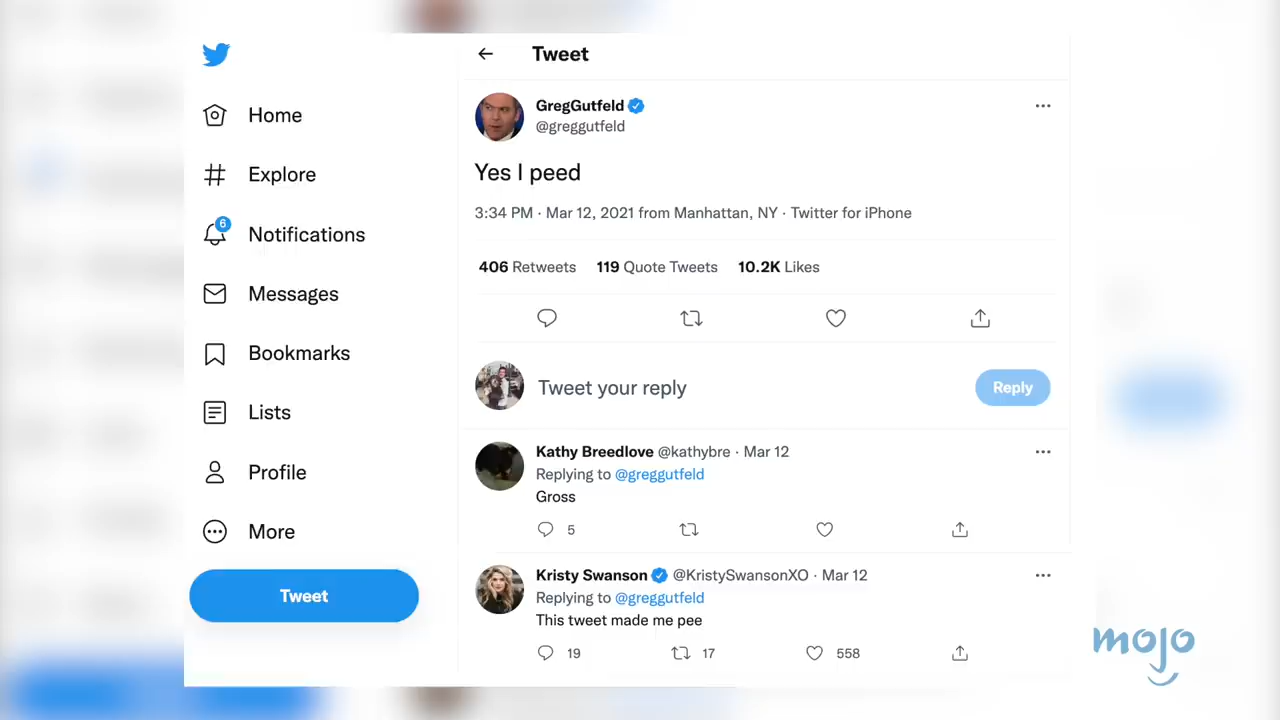 Tweet
GregGutfeld
@greggutfeld
Yes I peed
3:34 PM · Mar 12, 2021 from Manhattan, NY · Twitter for iPhone
406 Retweets 119 Quote Tweets 10.2K Likes
Tweet your reply
Reply
Kathy Breedlove @kathybre · Mar 12
Replying to @greggutfeld
Gross
5
Kristy Swanson @KristySwansonXO · Mar 12
Replying to @greggutfeld
This tweet made me pee
19 17 558
Home
Explore
6
Notifications
Messages
Bookmarks
Lists
Profile
More
Tweet
mojo